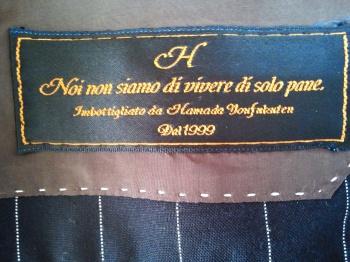 H
Noi non siamo di vivere di solo pane.
Imbottigliato da Hamada Youfukuten
Dal 1999